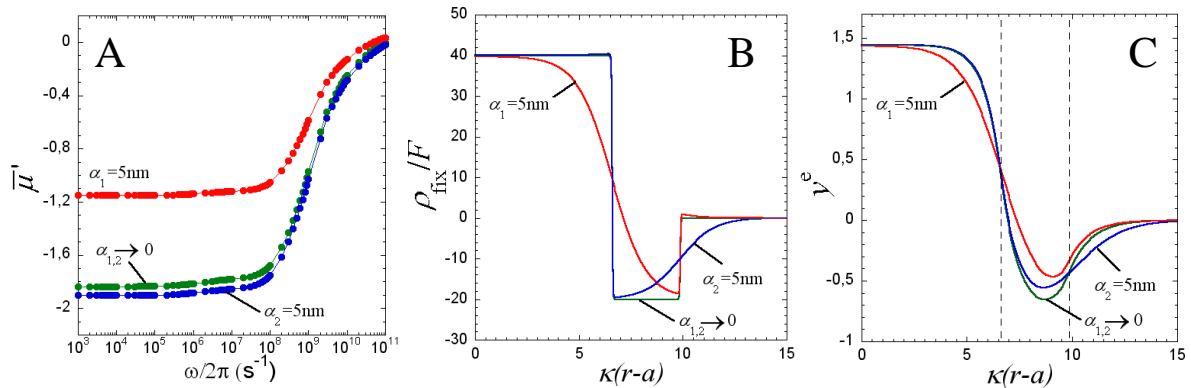 A
0
-,4
-,8
-1.2
-1.6
-2
μ̄'
α₁=5nm
α₁,₂→0
α₂=5nm
10³ 10⁴ 10⁵ 10⁶ 10⁷ 10⁸ 10⁹ 10¹⁰ 10¹¹
ω/2π (s⁻¹)
B
50
40
30
20
10
0
-10
-20
-30
ρfix/F
α₁=5nm
α₂=5nm
α₁,₂→0
0 5 10 15
κ(r-a)
C
1.5
1
0,5
0
-0.5
-1
yᵉ
α₁=5nm
α₂=5nm
α₁,₂→0
0 5 10 15
κ(r-a)